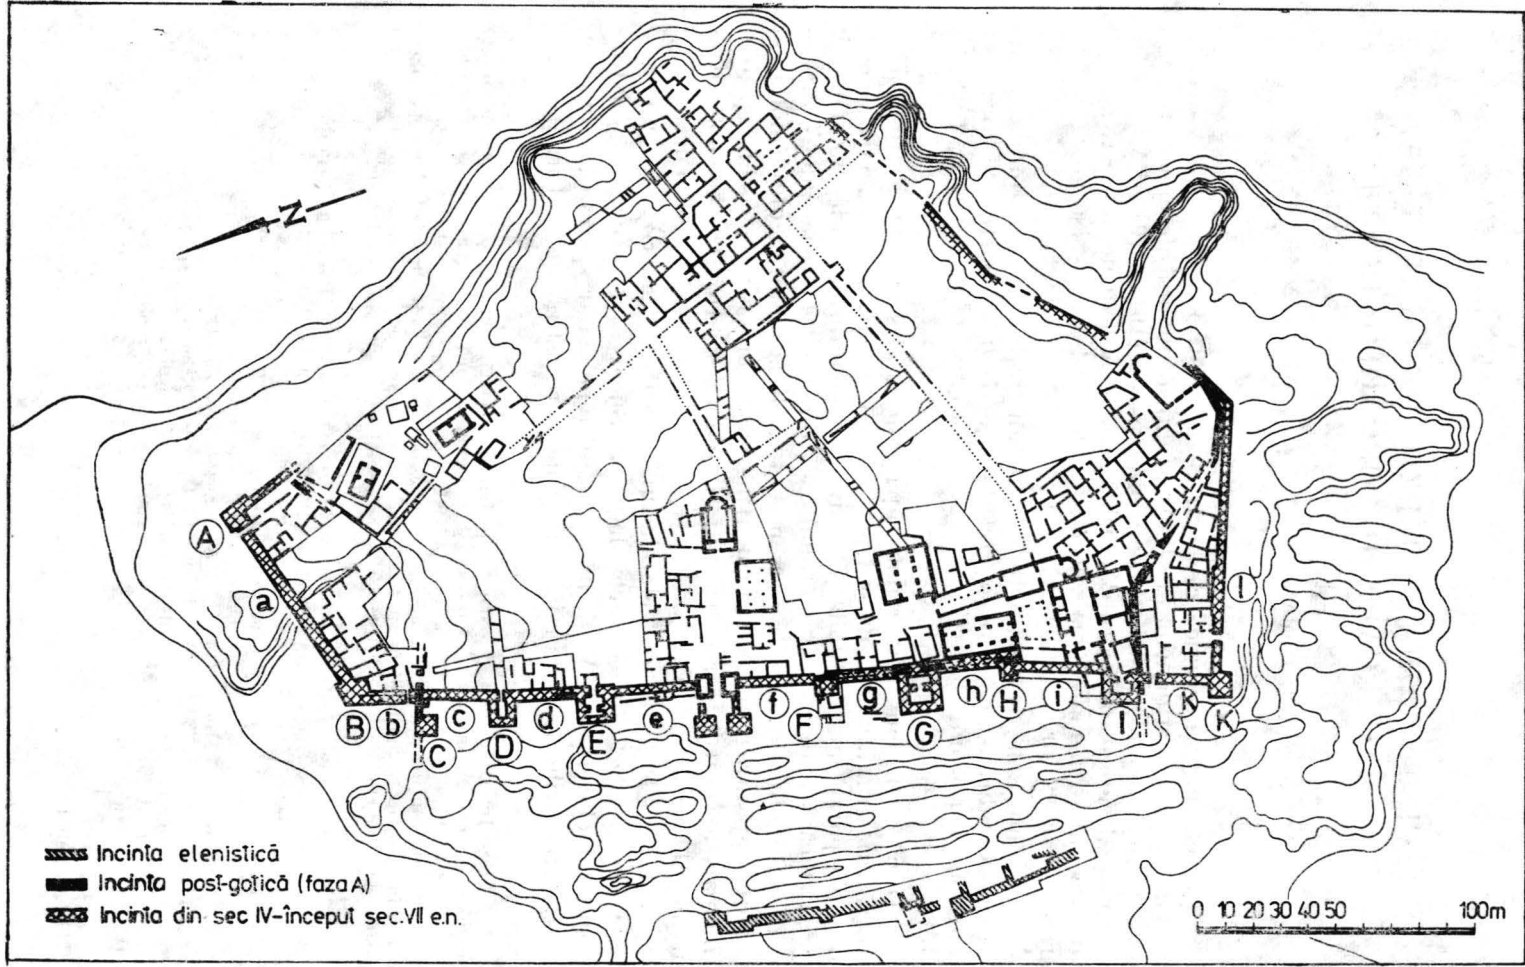 N
A
a
B
b
C
c
D
d
E
e
F
f
G
g
h
H
i
I
k
K
l
Incinta elenistică
Incinta post-gotică (faza A)
Incinta din sec IV-început sec.VII e.n.
0 10 20 30 40 50 100m